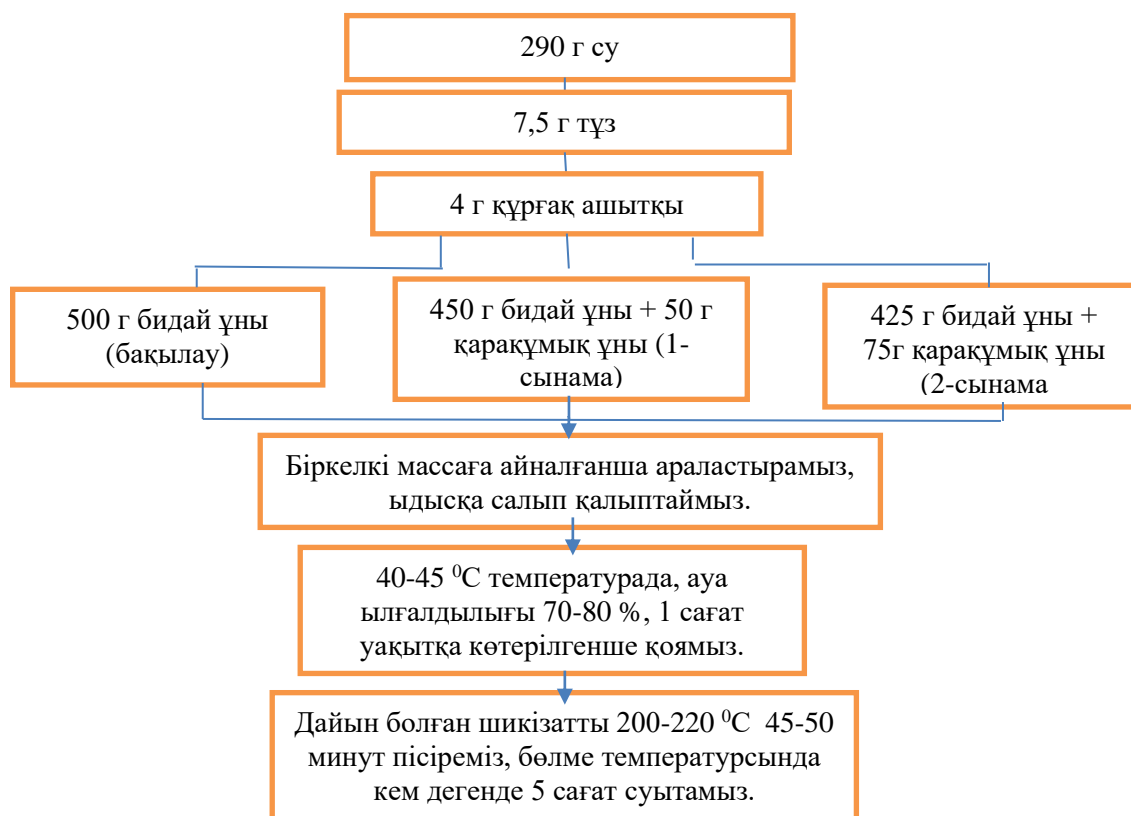 290 г су
7,5 г тұз
4 г құрғақ ашытқы
500 г бидай ұны
(бақылау)
450 г бидай ұны + 50 г
қарақұмық ұны (1-
сынама)
425 г бидай ұны +
75г қарақұмық ұны
(2-сынама
Біркелкі массаға айналғанша араластырамыз,
ыдысқа салып қалыптаймыз.
40-45 ⁰С температурада, ауа
ылғалдылығы 70-80 %, 1 сағат
уақытқа көтерілгенше қоямыз.
Дайын болған шикізатты 200-220 ⁰С 45-50
минут пісіреміз, бөлме температурсында
кем дегенде 5 сағат суытамыз.